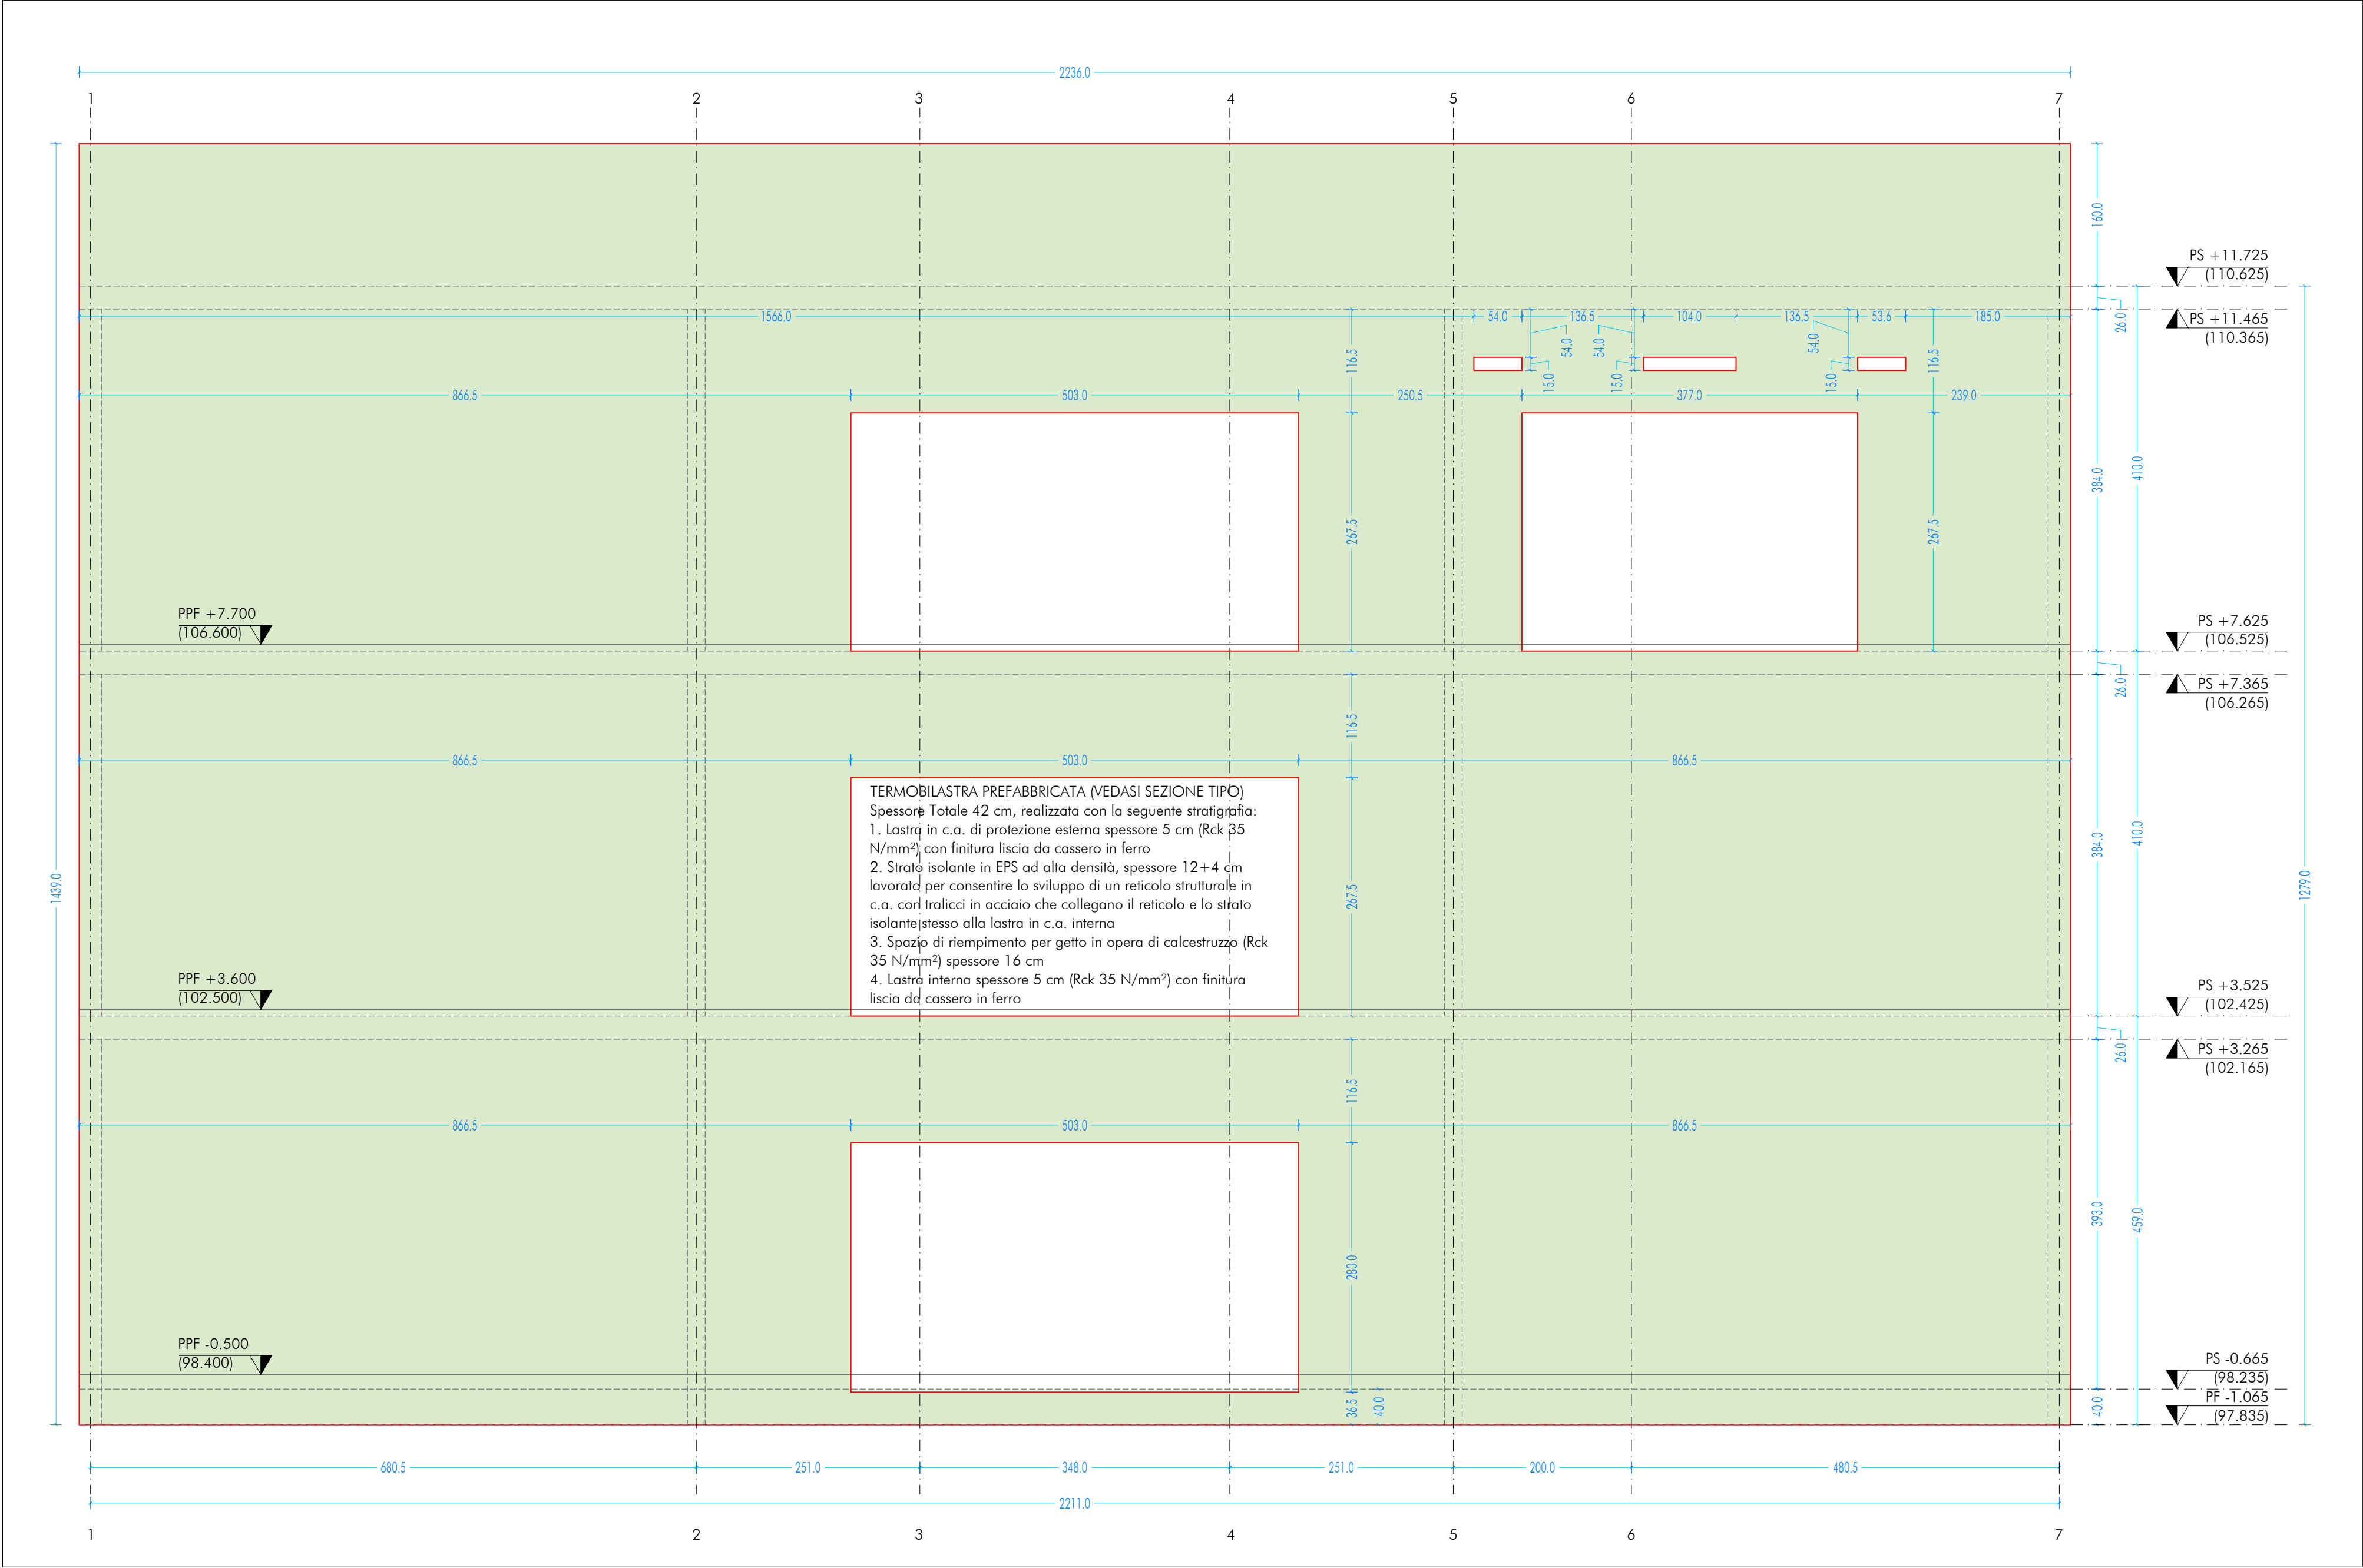 2236.0
1 2 3 4 5 6 7
160.0
PS +11.725
(110.625)
26.0
PS +11.465
(110.365)
1566.0 54.0 136.5 104.0 136.5 53.6 185.0
116.5 54.0 54.0 54.0 116.5
15.0 15.0 15.0
866.5 503.0 250.5 377.0 239.0
267.5 267.5 384.0 410.0
PPF +7.700
(106.600)
PS +7.625
(106.525)
26.0
PS +7.365
(106.265)
116.5
866.5 503.0 866.5
TERMOBILASTRA PREFABBRICATA (VEDASI SEZIONE TIPO)
Spessore Totale 42 cm, realizzata con la seguente stratigrafia:
1. Lastra in c.a. di protezione esterna spessore 5 cm (Rck 35
N/mm²) con finitura liscia da cassero in ferro
2. Strato isolante in EPS ad alta densità, spessore 12+4 cm
lavorato per consentire lo sviluppo di un reticolo strutturale in
c.a. con tralicci in acciaio che collegano il reticolo e lo strato
isolante stesso alla lastra in c.a. interna
3. Spazio di riempimento per getto in opera di calcestruzzo (Rck
35 N/mm²) spessore 16 cm
4. Lastra interna spessore 5 cm (Rck 35 N/mm²) con finitura
liscia da cassero in ferro
1439.0 267.5 384.0 410.0 1279.0
PPF +3.600
(102.500)
PS +3.525
(102.425)
26.0
PS +3.265
(102.165)
116.5
866.5 503.0 866.5
280.0 393.0 459.0
PPF -0.500
(98.400)
PS -0.665
(98.235)
PF -1.065
(97.835)
36.5 40.0 40.0
680.5 251.0 348.0 251.0 200.0 480.5
2211.0
1 2 3 4 5 6 7